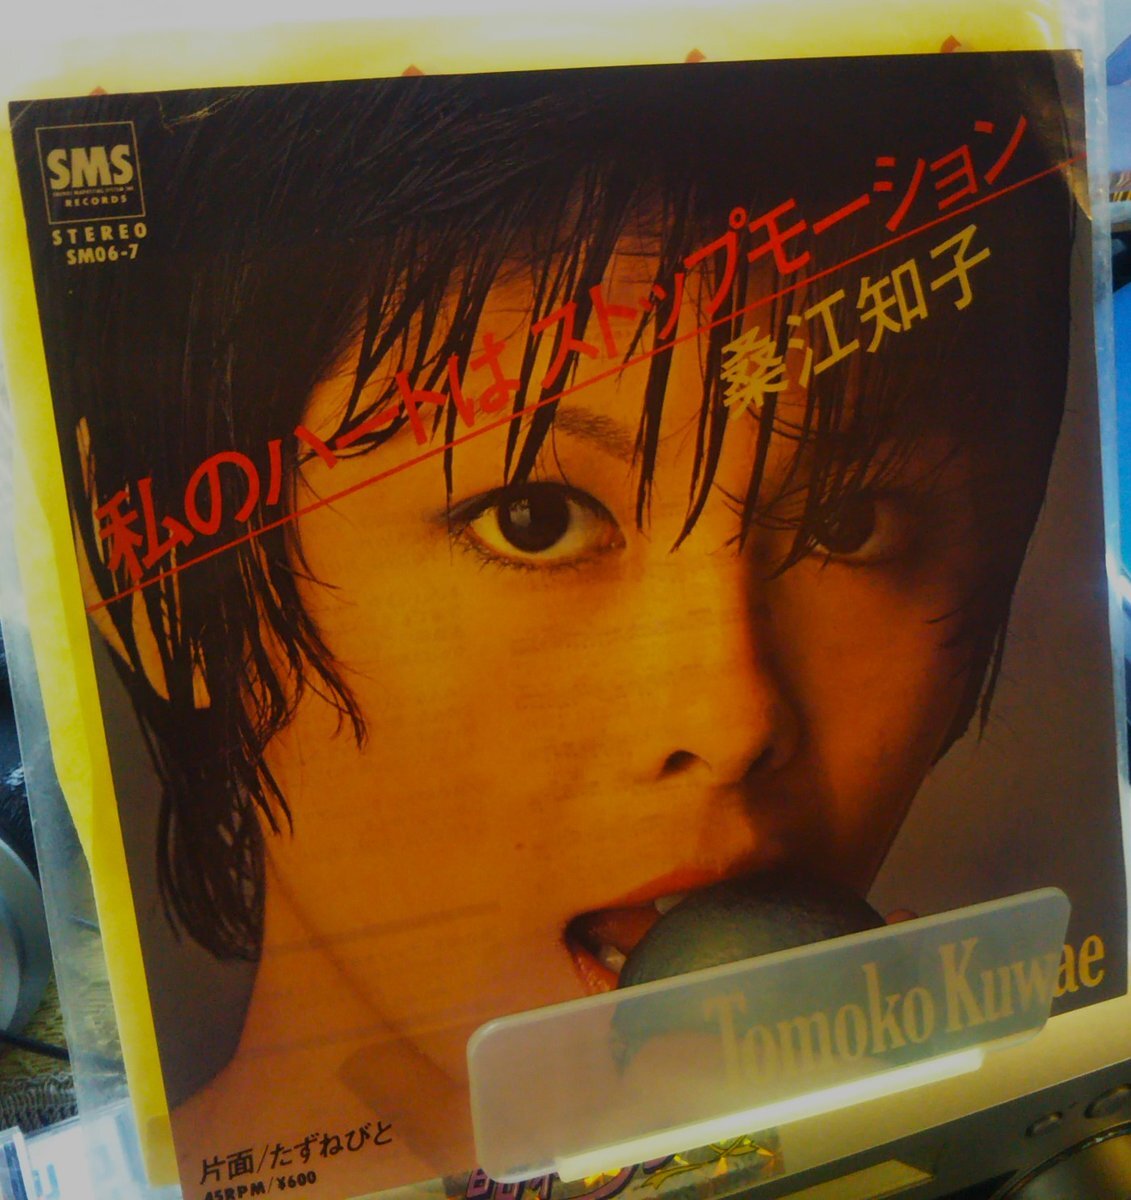 SMS
RECORDS
STEREO
SM06-7
私のハートはストップモーション
桑江知子
Tomoko Kuwae
片面/たずねびと
45RPM/¥600